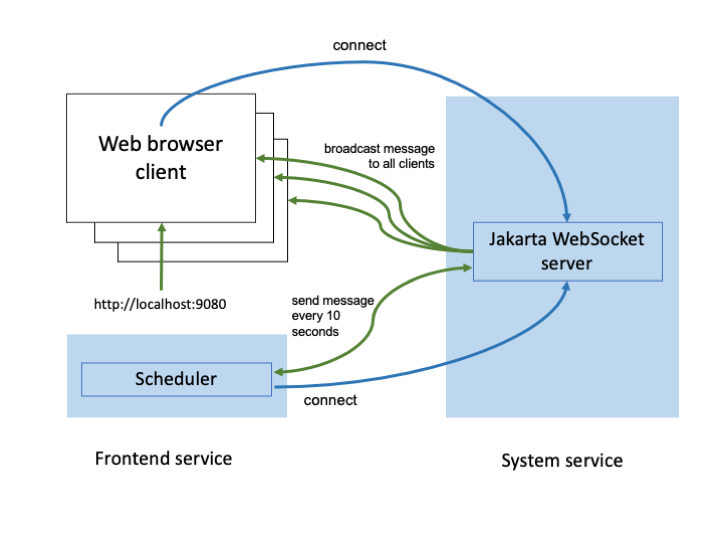 connect
Web browser
client
broadcast message
to all clients
Jakarta WebSocket
server
http://localhost:9080
send message
every 10
seconds
Scheduler
connect
Frontend service
System service